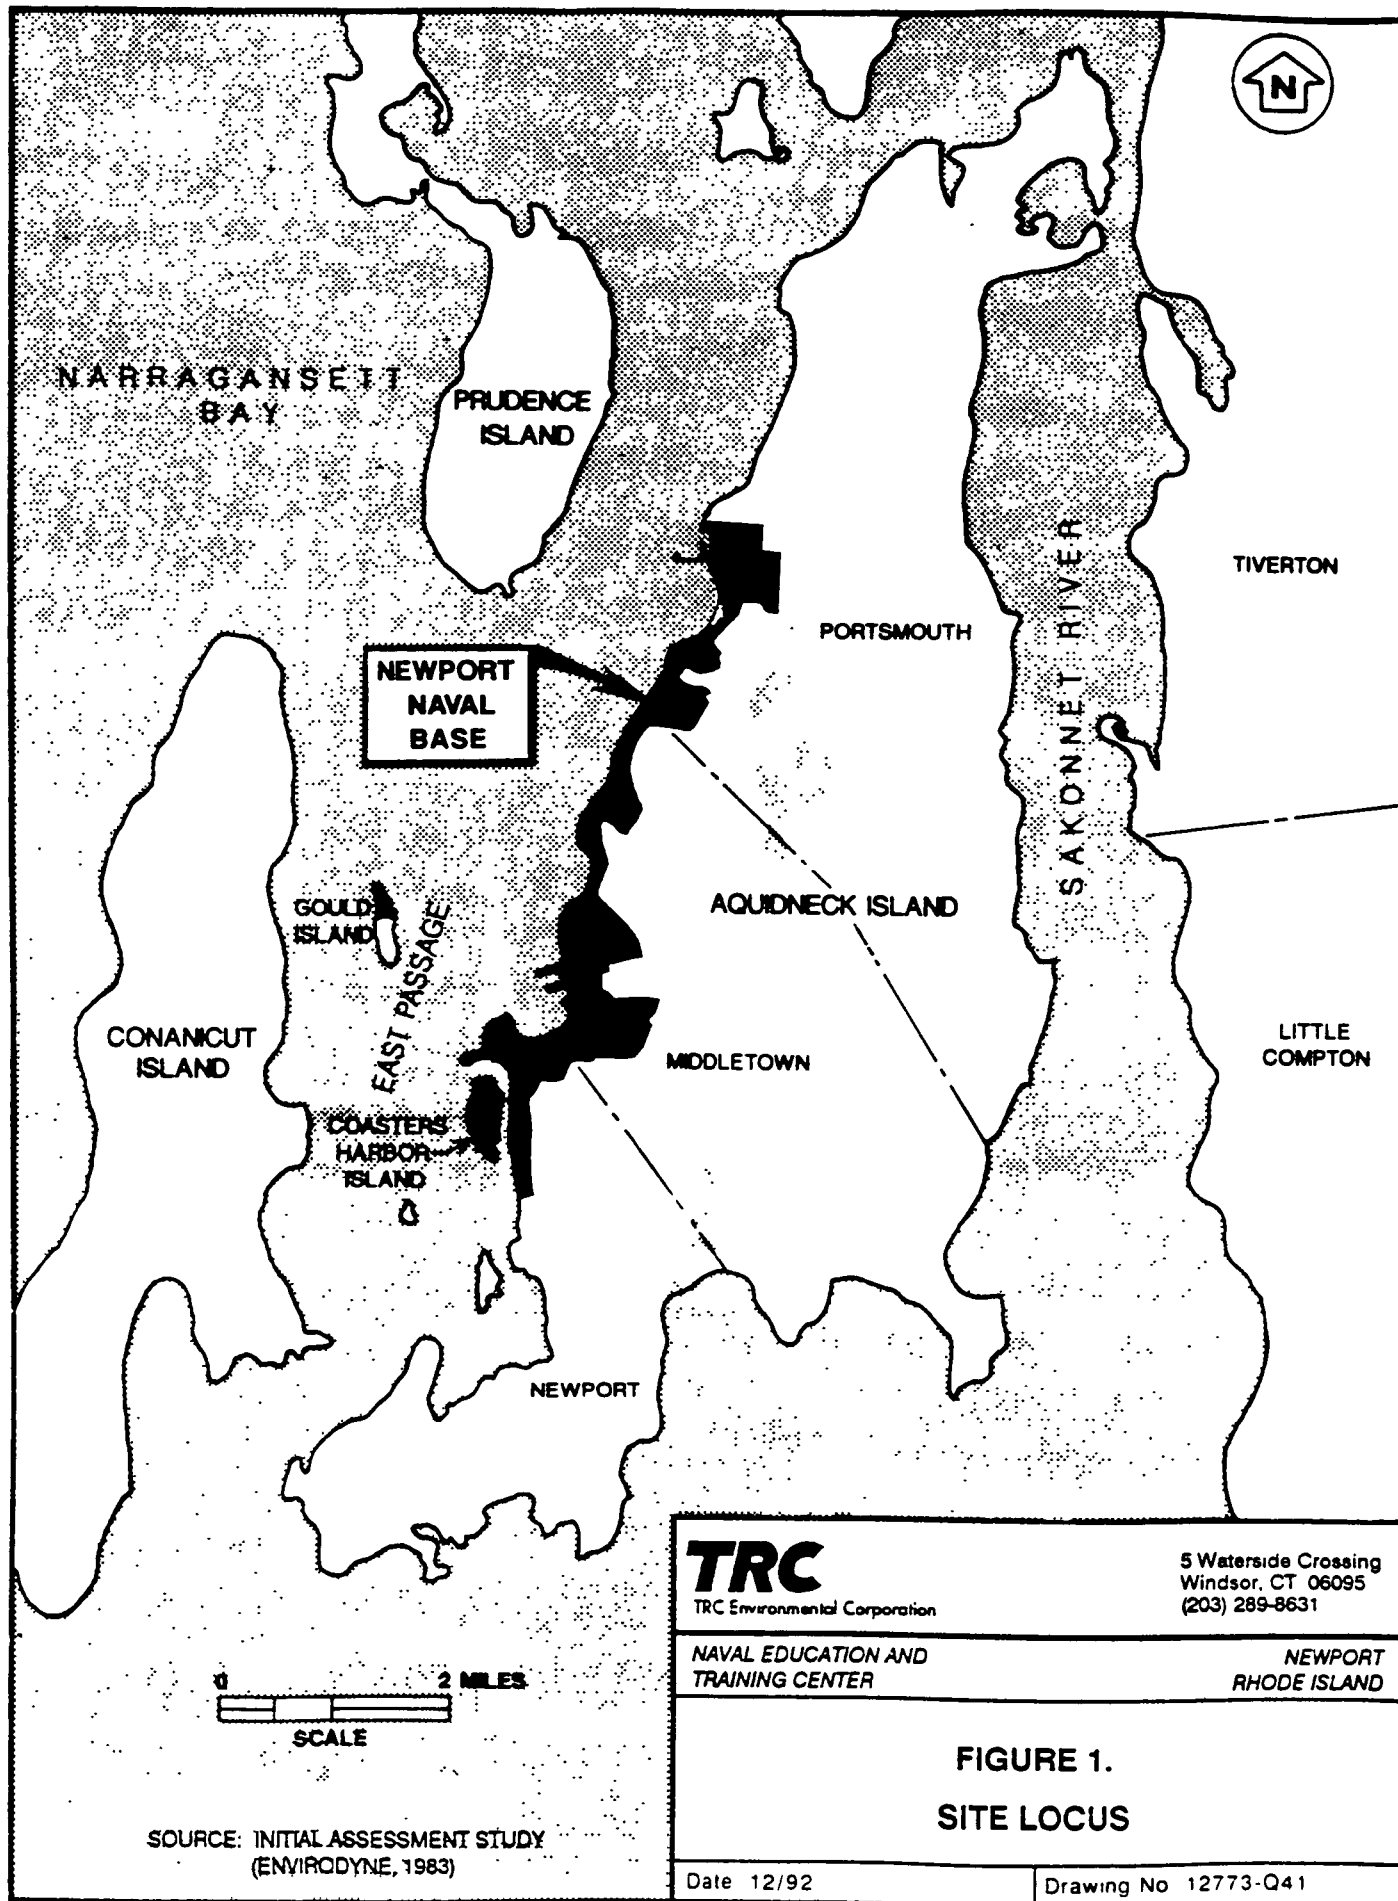 N
NARRAGANSETT
BAY
PRUDENCE
ISLAND
TIVERTON
PORTSMOUTH
SAKONNET RIVER
NEWPORT
NAVAL
BASE
GOULD
ISLAND
EAST PASSAGE
AQUIDNECK ISLAND
CONANICUT
ISLAND
MIDDLETOWN
LITTLE
COMPTON
COASTERS
HARBOR
ISLAND
NEWPORT
TRC
TRC Environmental Corporation
5 Waterside Crossing
Windsor, CT 06095
(203) 289-8631
NAVAL EDUCATION AND
TRAINING CENTER
NEWPORT
RHODE ISLAND
0 2 MILES
SCALE
FIGURE 1.
SITE LOCUS
SOURCE: INITIAL ASSESSMENT STUDY
(ENVIRODYNE, 1983)
Date 12/92
Drawing No 12773-Q41